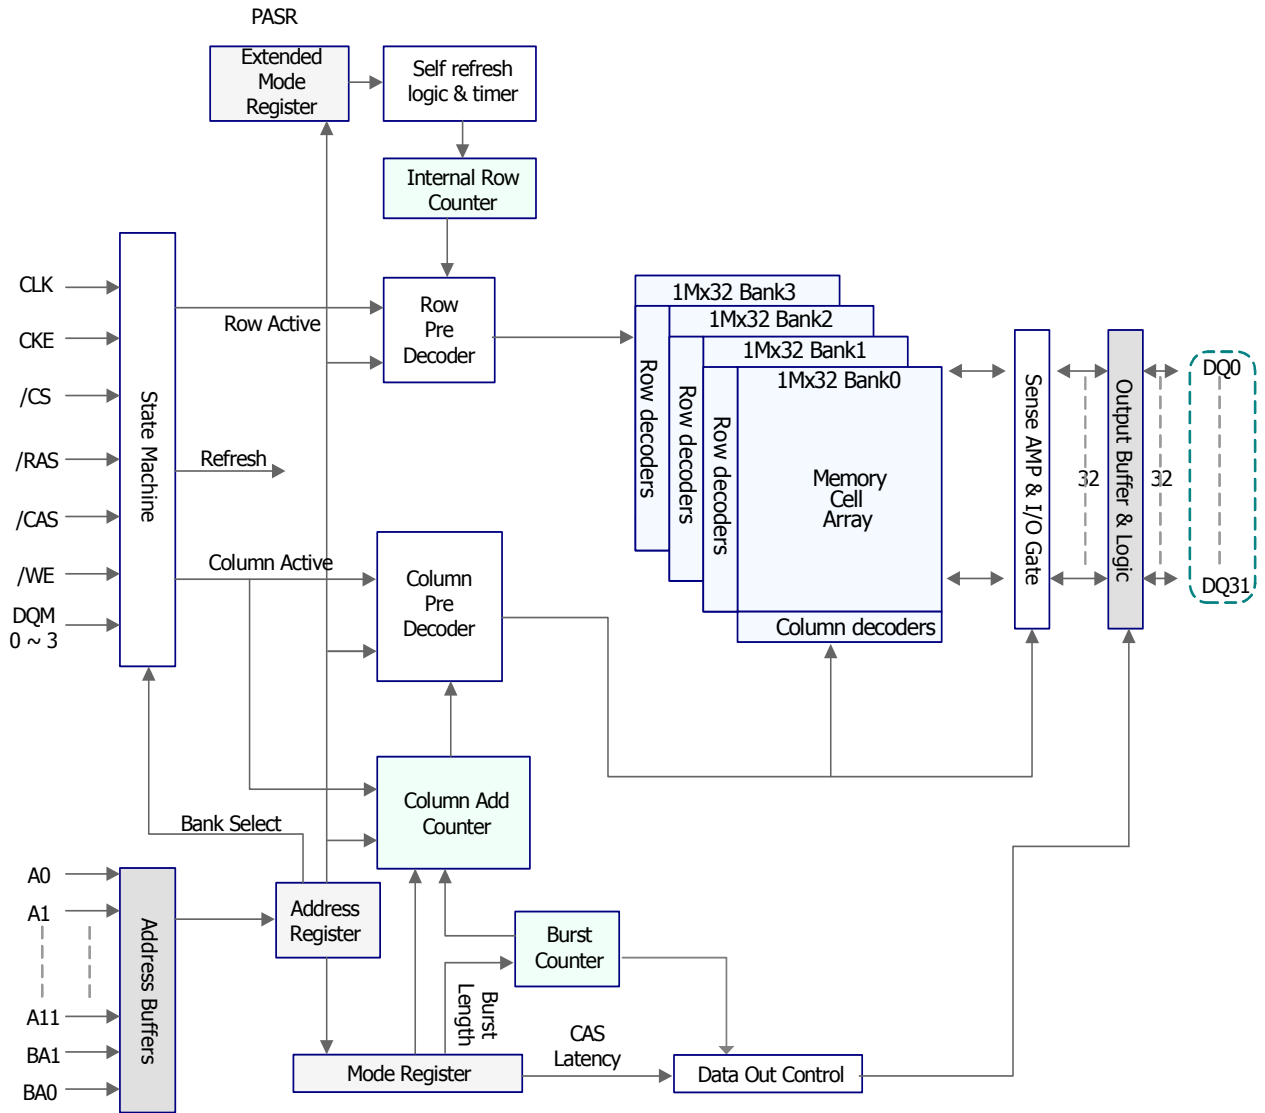 PASR
Extended
Mode
Register
Self refresh
logic & timer
Internal Row
Counter
CLK
CKE
/CS
/RAS
/CAS
/WE
DQM
0 ~ 3
State Machine
Row Active
Refresh
Column Active
Row
Pre
Decoder
Column
Pre
Decoder
1Mx32 Bank3
1Mx32 Bank2
1Mx32 Bank1
1Mx32 Bank0
Row decoders
Row decoders
Row decoders
Memory
Cell
Array
Column decoders
Sense AMP & I/O Gate
32
Output Buffer & Logic
32
DQ0
DQ31
Column Add
Counter
Bank Select
A0
A1
A11
BA1
BA0
Address Buffers
Address
Register
Burst
Counter
Burst
Length
CAS
Latency
Mode Register
Data Out Control